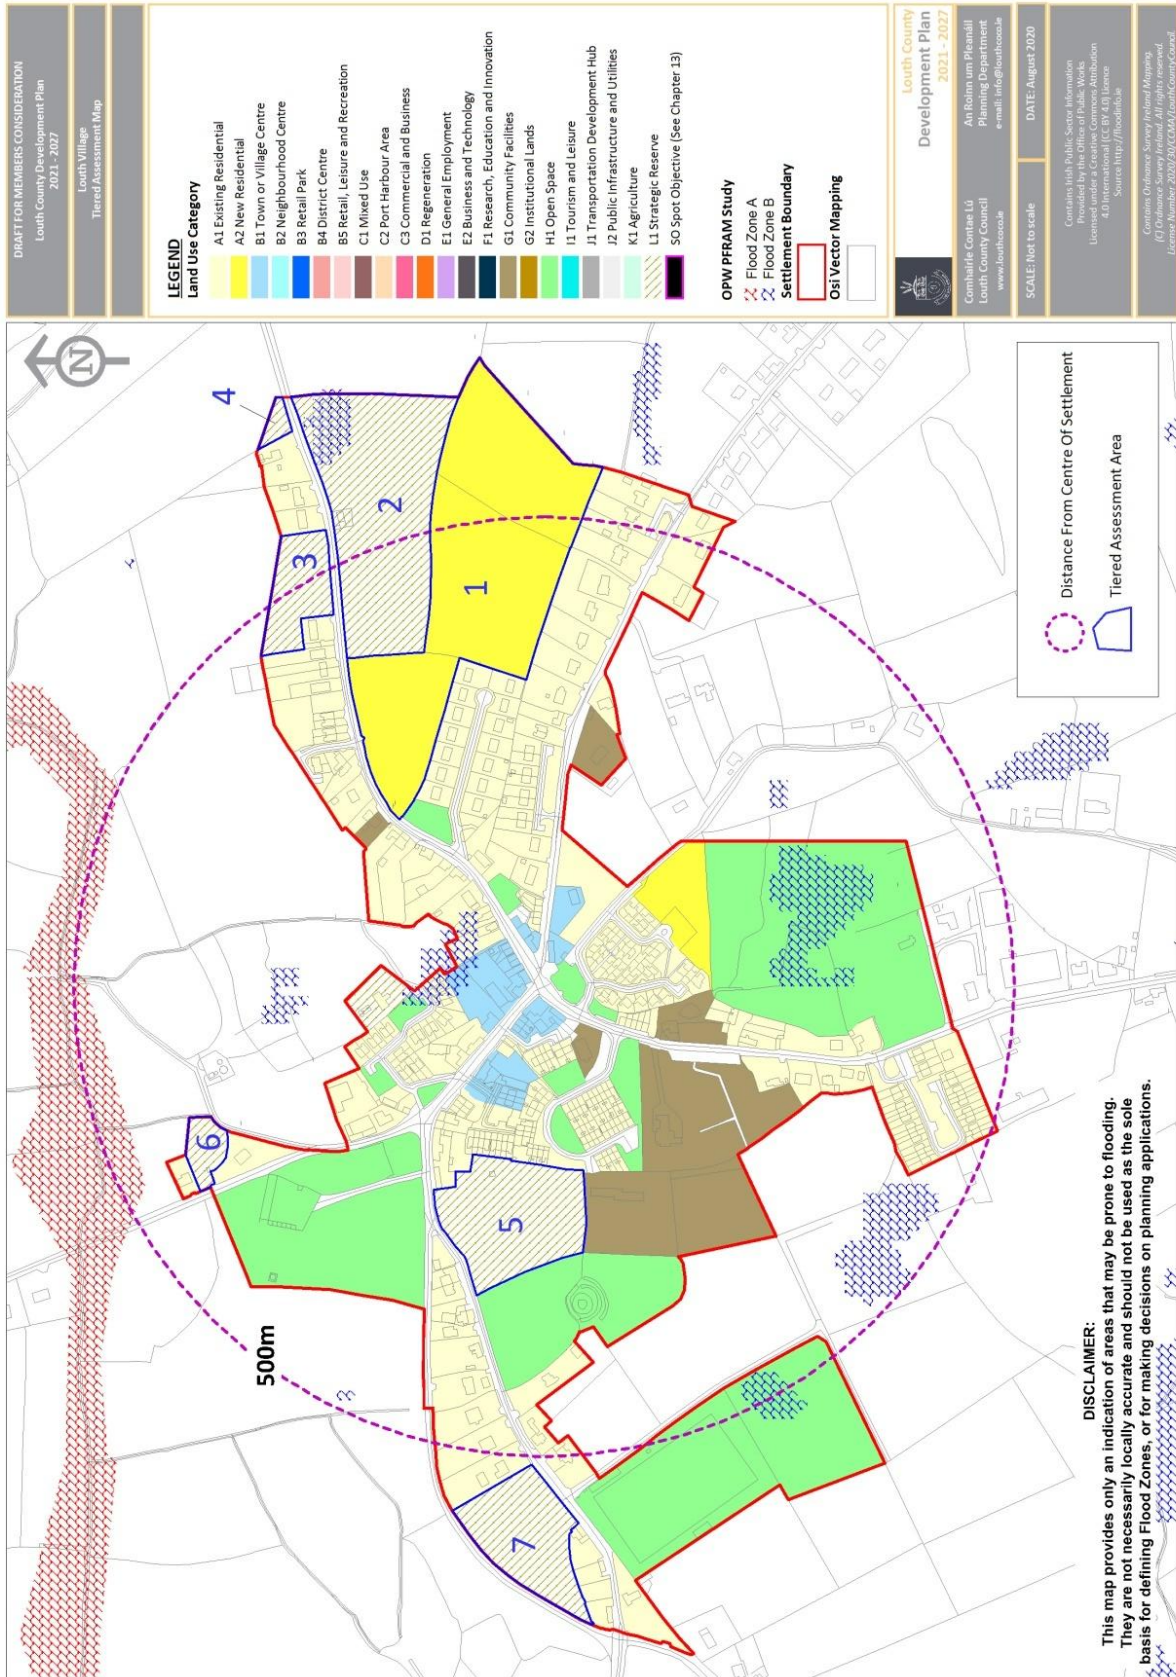 DRAFT FOR MEMBERS CONSIDERATION
Louth County Development Plan
2021 - 2027
Louth Village
Tiered Assessment Map
LEGEND
Land Use Category
A1 Existing Residential
A2 New Residential
B1 Town or Village Centre
B2 Neighbourhood Centre
B3 Retail Park
B4 District Centre
B5 Retail, Leisure and Recreation
C1 Mixed Use
C2 Port Harbour Area
C3 Commercial and Business
D1 Regeneration
E1 General Employment
E2 Business and Technology
F1 Research, Education and Innovation
G1 Community Facilities
G2 Institutional Lands
H1 Open Space
I1 Tourism and Leisure
J1 Transportation Development Hub
J2 Public Infrastructure and Utilities
K1 Agriculture
L1 Strategic Reserve
SO Spot Objective (See Chapter 13)
OPW PFRAM Study
Flood Zone A
Flood Zone B
Settlement Boundary
Osi Vector Mapping
Louth County
Development Plan
2021 - 2027
Comhairle Contae Lú
Louth County Council
www.louthcoco.ie
An Roinn um Pleanáil
Planning Department
e-mail: info@louthcoco.ie
SCALE: Not to scale
DATE: August 2020
Contains Irish Public Sector Information
Provided by the Office of Public Works
Licensed under a Creative Commons Attribution
4.0 International (CC BY 4.0) licence
Source http://floodinfo.ie
Contains Ordnance Survey Ireland Mapping.
(C) Ordnance Survey Ireland. All rights reserved.
License Number 2020/30/CCMA/LouthCountyCouncil.
N
4
3
2
1
6
5
7
500m
Distance From Centre Of Settlement
Tiered Assessment Area
DISCLAIMER:
This map provides only an indication of areas that may be prone to flooding.
They are not necessarily locally accurate and should not be used as the sole
basis for defining Flood Zones, or for making decisions on planning applications.